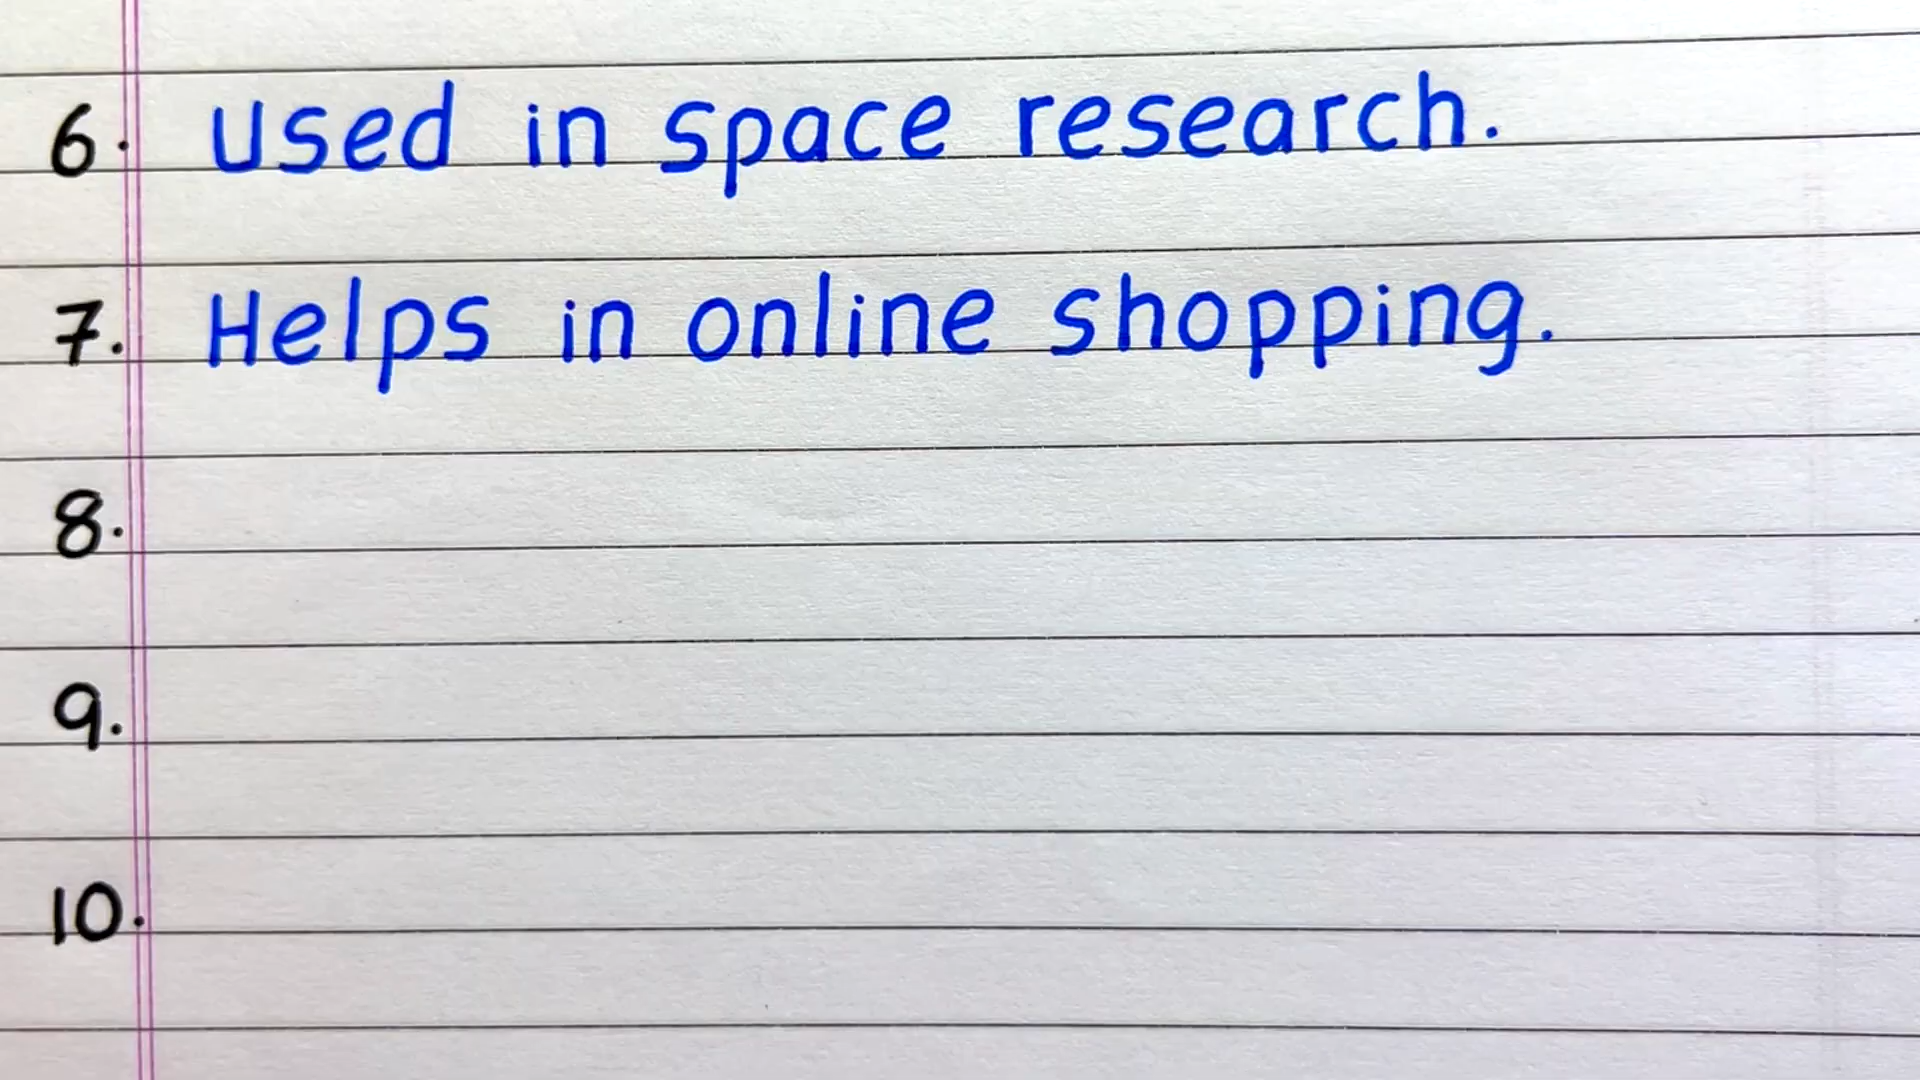 6. Used in space research.
7. Helps in online shopping.
8.
9.
10.